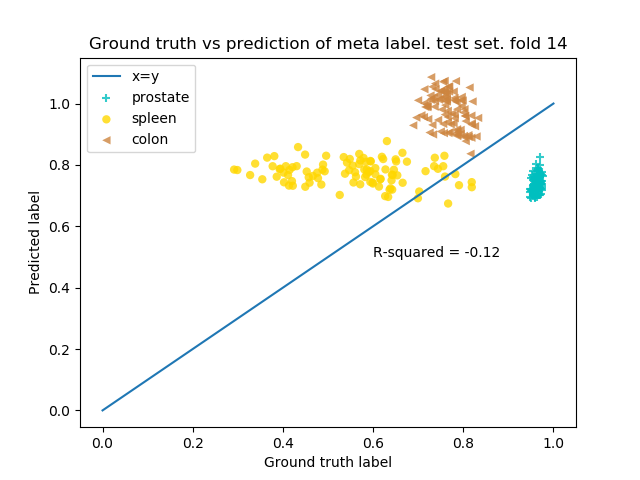 Ground truth vs prediction of meta label. test set. fold 14
x=y
prostate
spleen
colon
R-squared = -0.12
Predicted label
1.0
0.8
0.6
0.4
0.2
0.0
0.0 0.2 0.4 0.6 0.8 1.0
Ground truth label